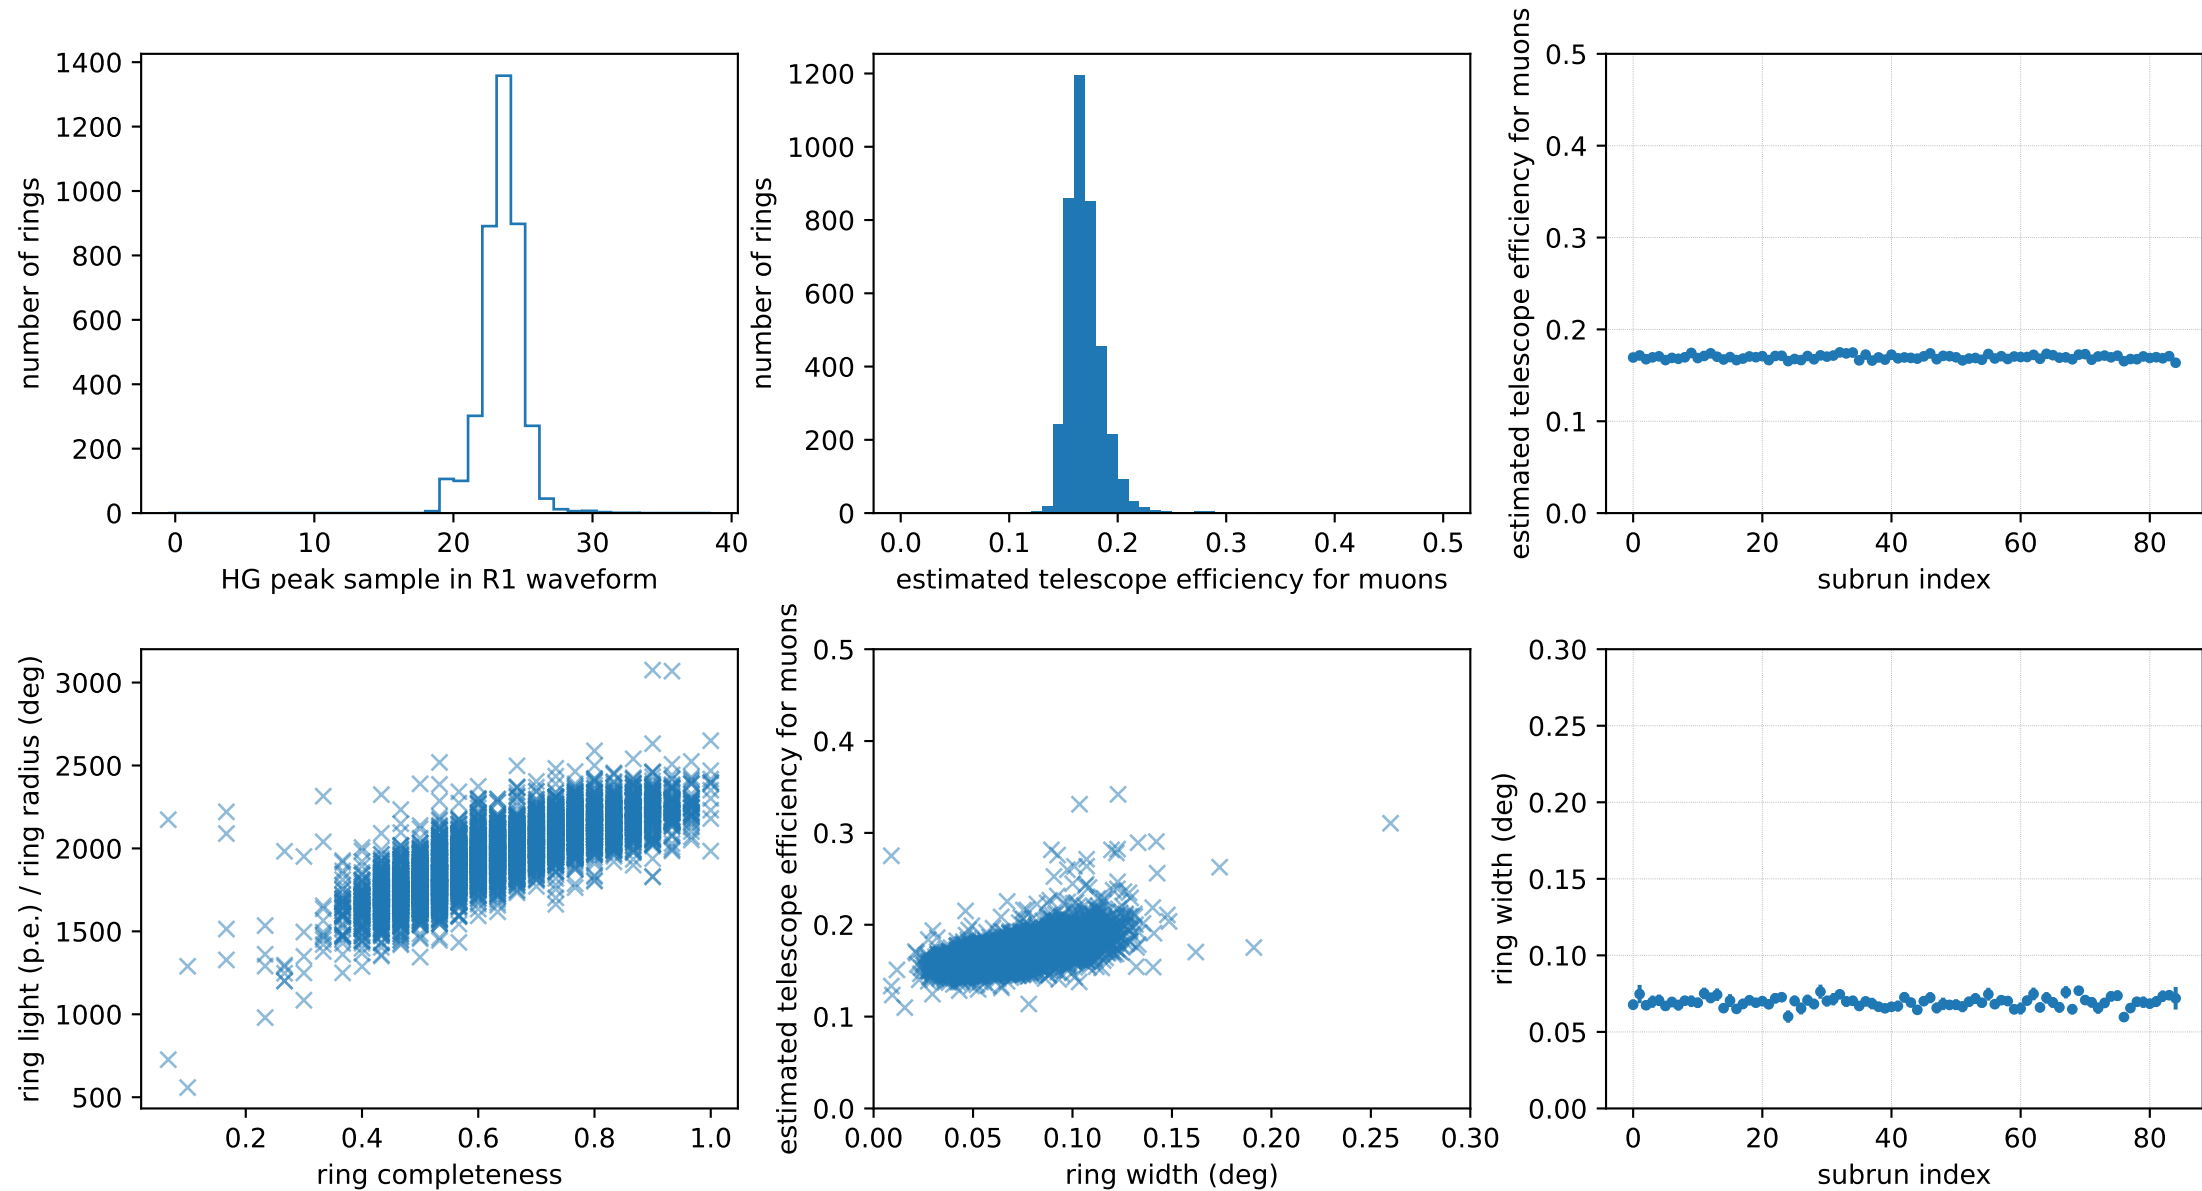 number of rings
1400
1200
1000
800
600
400
200
0
0 10 20 30 40
HG peak sample in R1 waveform
number of rings
1200
1000
800
600
400
200
0
0.0 0.1 0.2 0.3 0.4 0.5
estimated telescope efficiency for muons
estimated telescope efficiency for muons
0.5
0.4
0.3
0.2
0.1
0.0
0 20 40 60 80
subrun index
ring light (p.e.) / ring radius (deg)
3000
2500
2000
1500
1000
500
0.2 0.4 0.6 0.8 1.0
ring completeness
estimated telescope efficiency for muons
0.5
0.4
0.3
0.2
0.1
0.0
0.00 0.05 0.10 0.15 0.20 0.25 0.30
ring width (deg)
ring width (deg)
0.30
0.25
0.20
0.15
0.10
0.05
0.00
0 20 40 60 80
subrun index